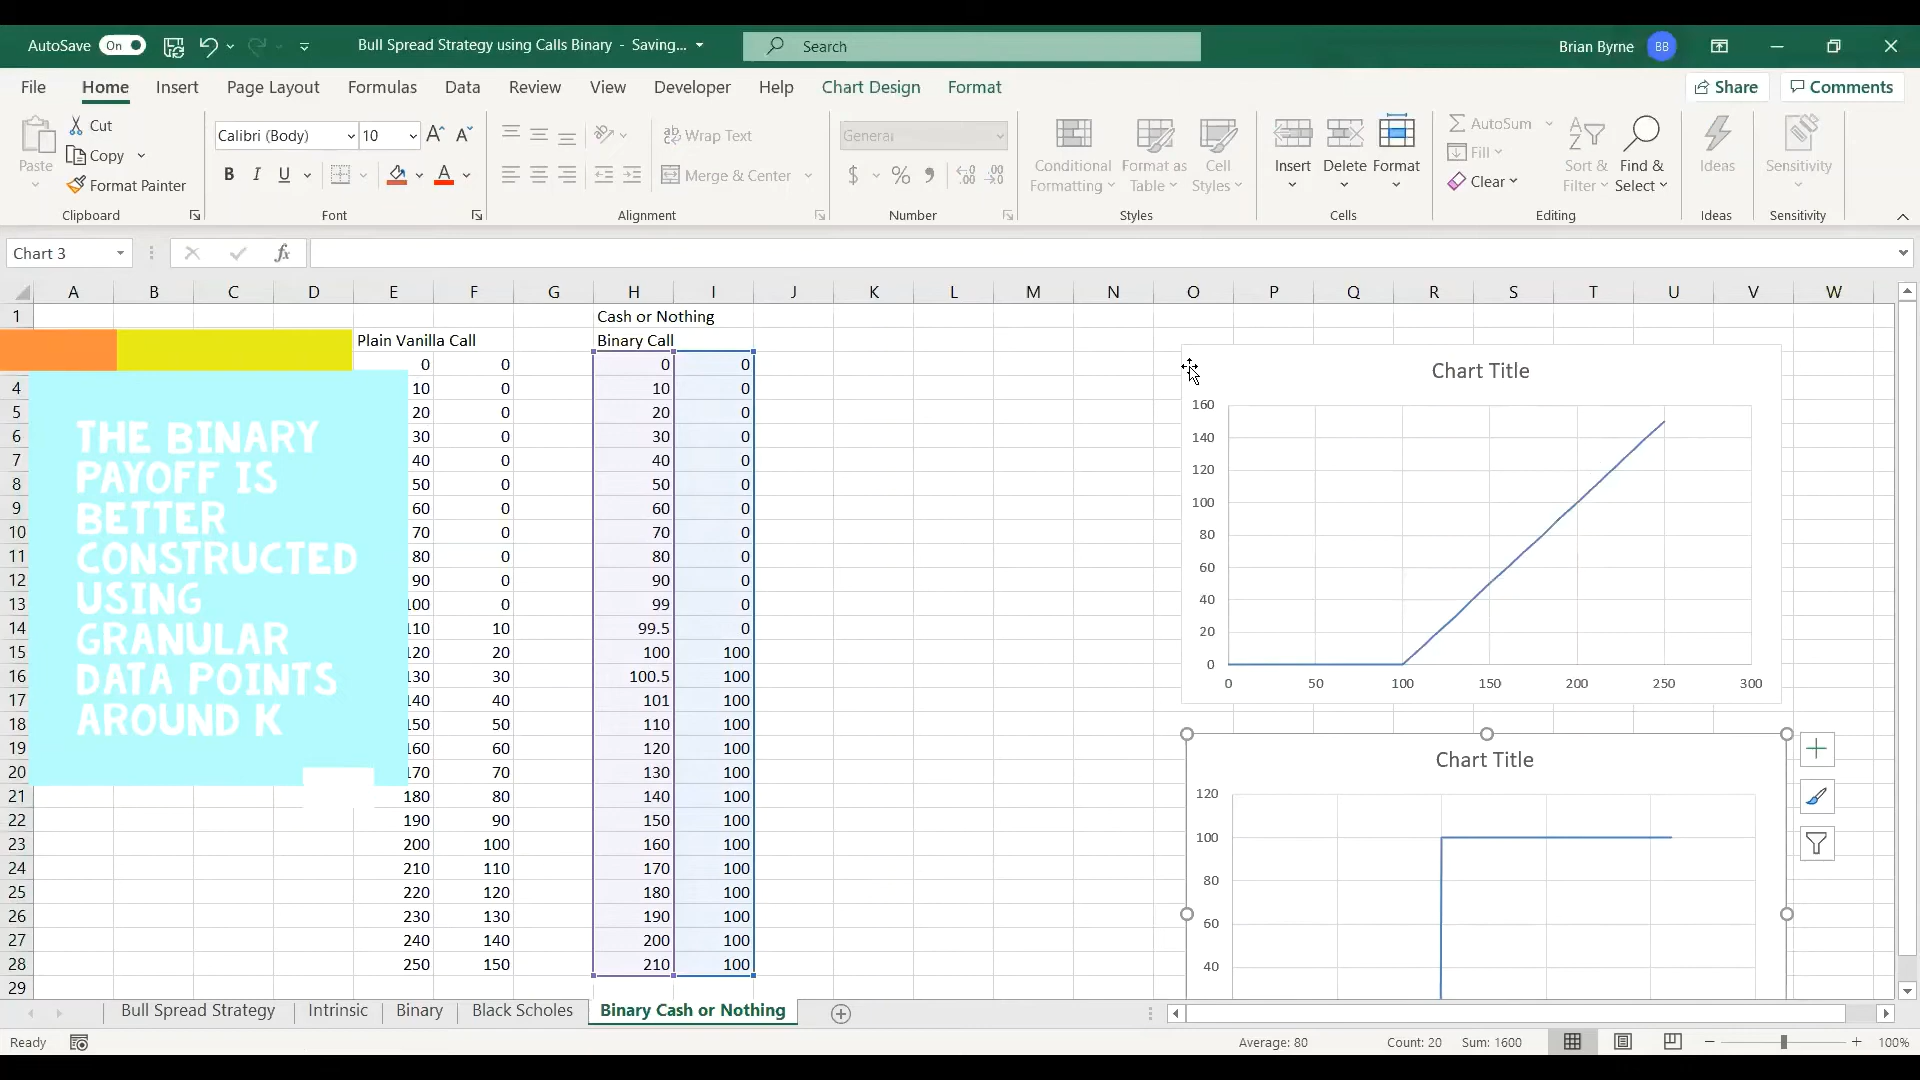 AutoSave On Bull Spread Strategy using Calls Binary - Saving... Search Brian Byrne BB
File Home Insert Page Layout Formulas Data Review View Developer Help Chart Design Format Share Comments
Paste Cut Copy Format Painter Clipboard
Calibri (Body) 10 A A B I U A Font
Wrap Text Merge & Center Alignment
General $ % Number
Conditional Formatting Format as Table Cell Styles Styles
Insert Delete Format Cells
AutoSum Fill Clear Sort & Filter Find & Select Editing
Ideas Ideas
Sensitivity Sensitivity
Chart 3 fx
A B C D E F G H I J K L M N O P Q R S T U V W
1 Cash or Nothing
Plain Vanilla Call Binary Call
0 0 0 0
4 10 0 10 0
5 20 0 20 0
6 30 0 30 0
7 40 0 40 0
8 50 0 50 0
9 60 0 60 0
10 70 0 70 0
11 80 0 80 0
12 90 0 90 0
13 100 0 99 0
14 110 10 99.5 0
15 120 20 100 100
16 130 30 100.5 100
17 140 40 101 100
18 150 50 110 100
19 160 60 120 100
20 170 70 130 100
21 180 80 140 100
22 190 90 150 100
23 200 100 160 100
24 210 110 170 100
25 220 120 180 100
26 230 130 190 100
27 240 140 200 100
28 250 150 210 100
29
THE BINARY
PAYOFF IS
BETTER
CONSTRUCTED
USING
GRANULAR
DATA POINTS
AROUND K
Chart Title
160
140
120
100
80
60
40
20
0
0 50 100 150 200 250 300
Chart Title
120
100
80
60
40
Bull Spread Strategy Intrinsic Binary Black Scholes Binary Cash or Nothing
Ready Average: 80 Count: 20 Sum: 1600 100%